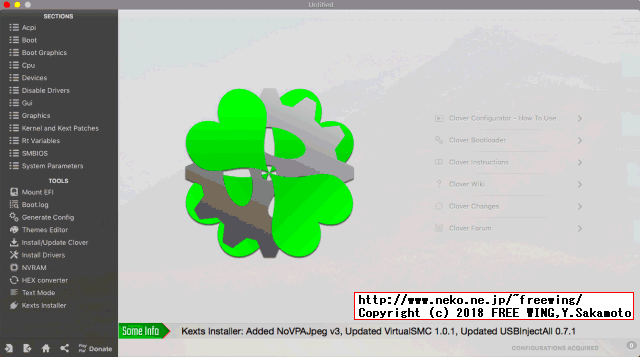 Untitled
SECTIONS
Acpi
Boot
Boot Graphics
Cpu
Devices
Disable Drivers
Gui
Graphics
Kernel and Kext Patches
Rt Variables
SMBIOS
System Parameters
TOOLS
Mount EFI
Boot.log
Generate Config
Themes Editor
Install/Update Clover
Install Drivers
NVRAM
HEX converter
Text Mode
Kexts Installer
Donate
Clover Configurator – How To Use
Clover Bootloader
Clover Instructions
Clover Wiki
Clover Changes
Clover Forum
http://www.neko.ne.jp/~freewing/
Copyright (c) 2018 FREE WING,Y.Sakamoto
Some Info
Kexts Installer: Added NoVPAJpeg v3, Updated VirtualSMC 1.0.1, Updated USBInjectAll 0.7.1
CONFIGURATIONS ACQUIRED
0